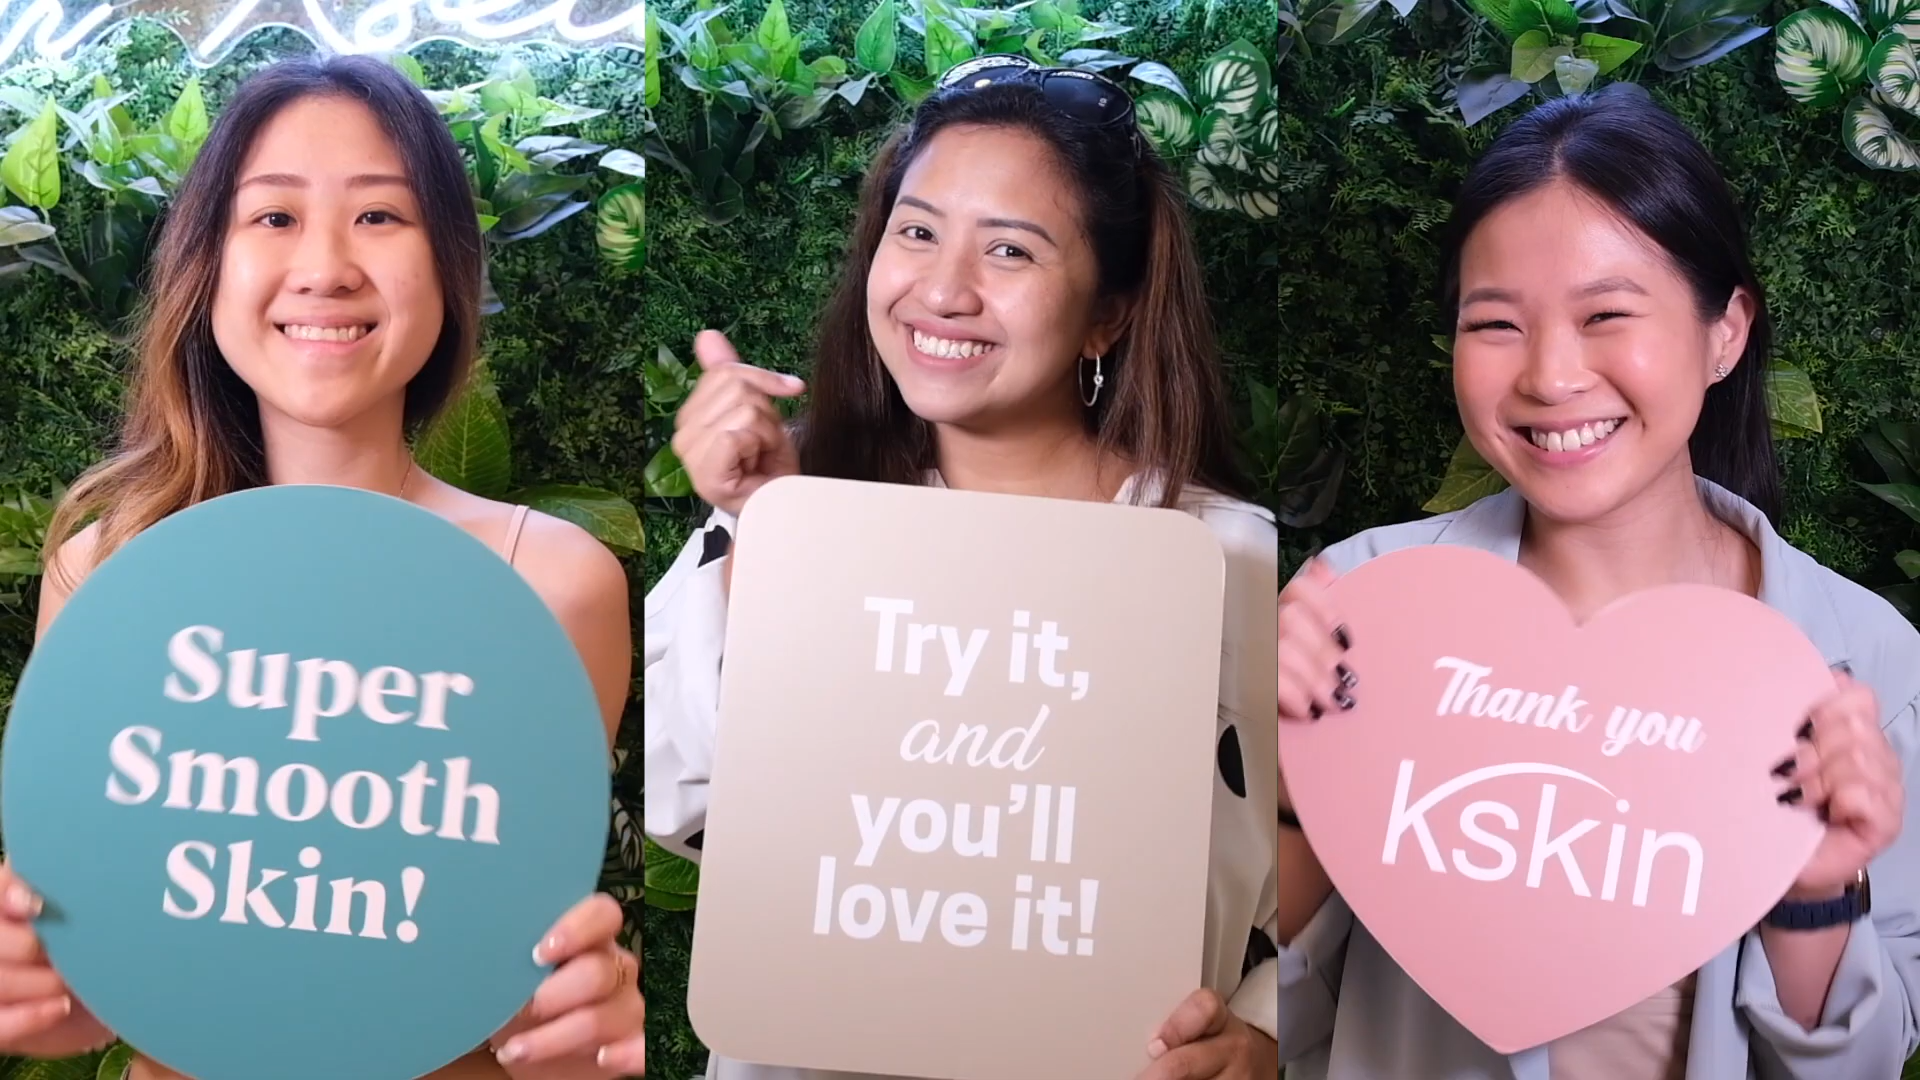 Super
Smooth
Skin!
Try it,
and
you'll
love it!
Thank you
Kskin